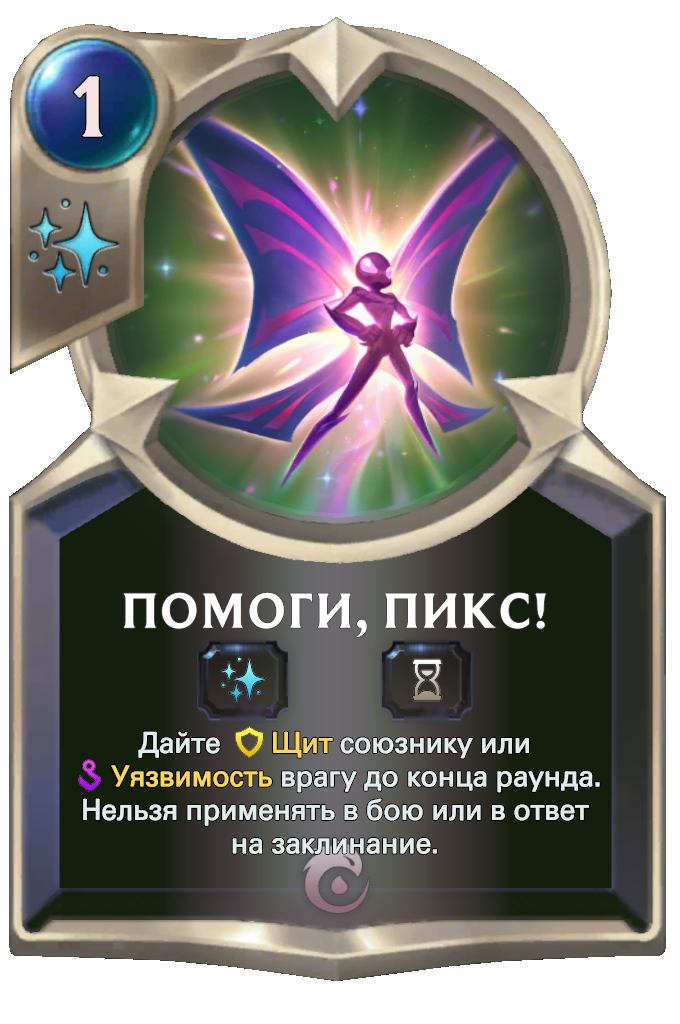 1
ПОМОГИ, ПИКС!
Дайте Щит союзнику или
Уязвимость врагу до конца раунда.
Нельзя применять в бою или в ответ
на заклинание.